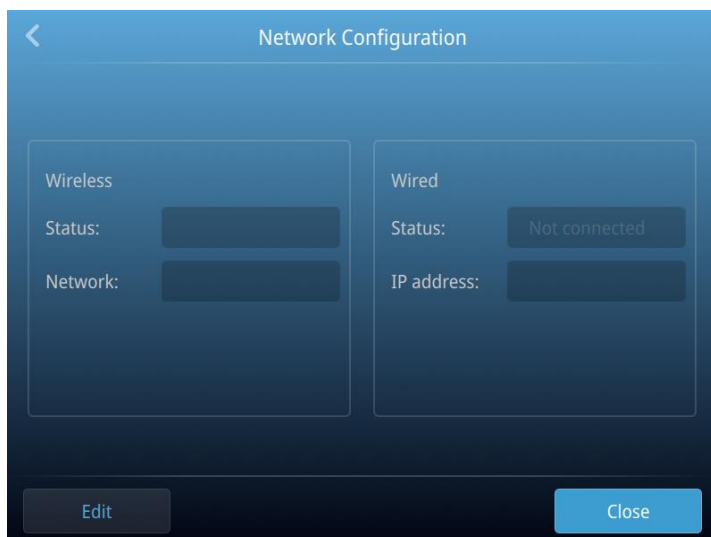 Network Configuration
Wireless
Status:
Network:
Wired
Status: Not connected
IP address:
Edit
Close